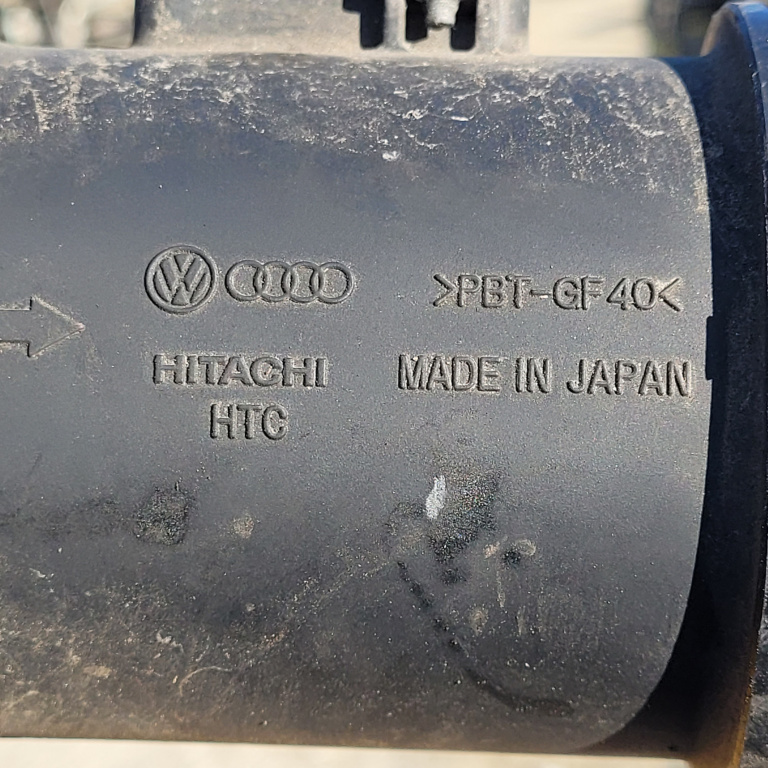 >PBT-GF40<
HITACHI
MADE IN JAPAN
HTC